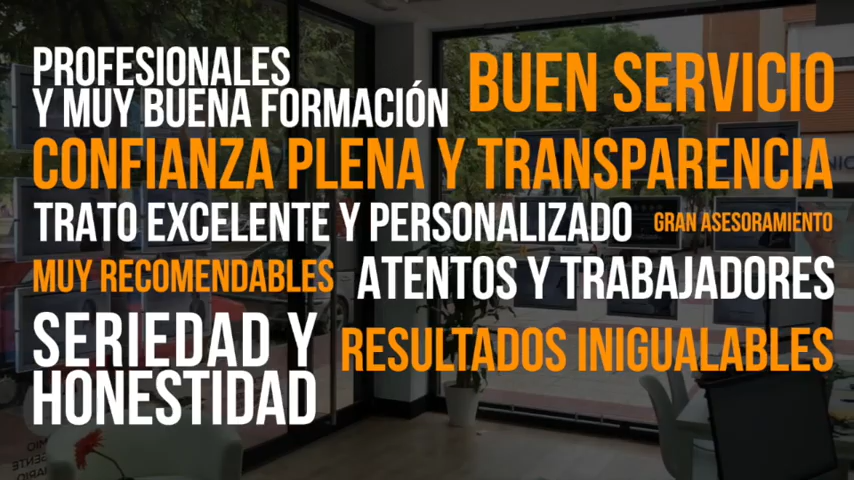 PROFESIONALES
Y MUY BUENA FORMACIÓN
BUEN SERVICIO
CONFIANZA PLENA Y TRANSPARENCIA
TRATO EXCELENTE Y PERSONALIZADO
GRAN ASESORAMIENTO
MUY RECOMENDABLES
ATENTOS Y TRABAJADORES
SERIEDAD Y
HONESTIDAD
RESULTADOS INIGUALABLES